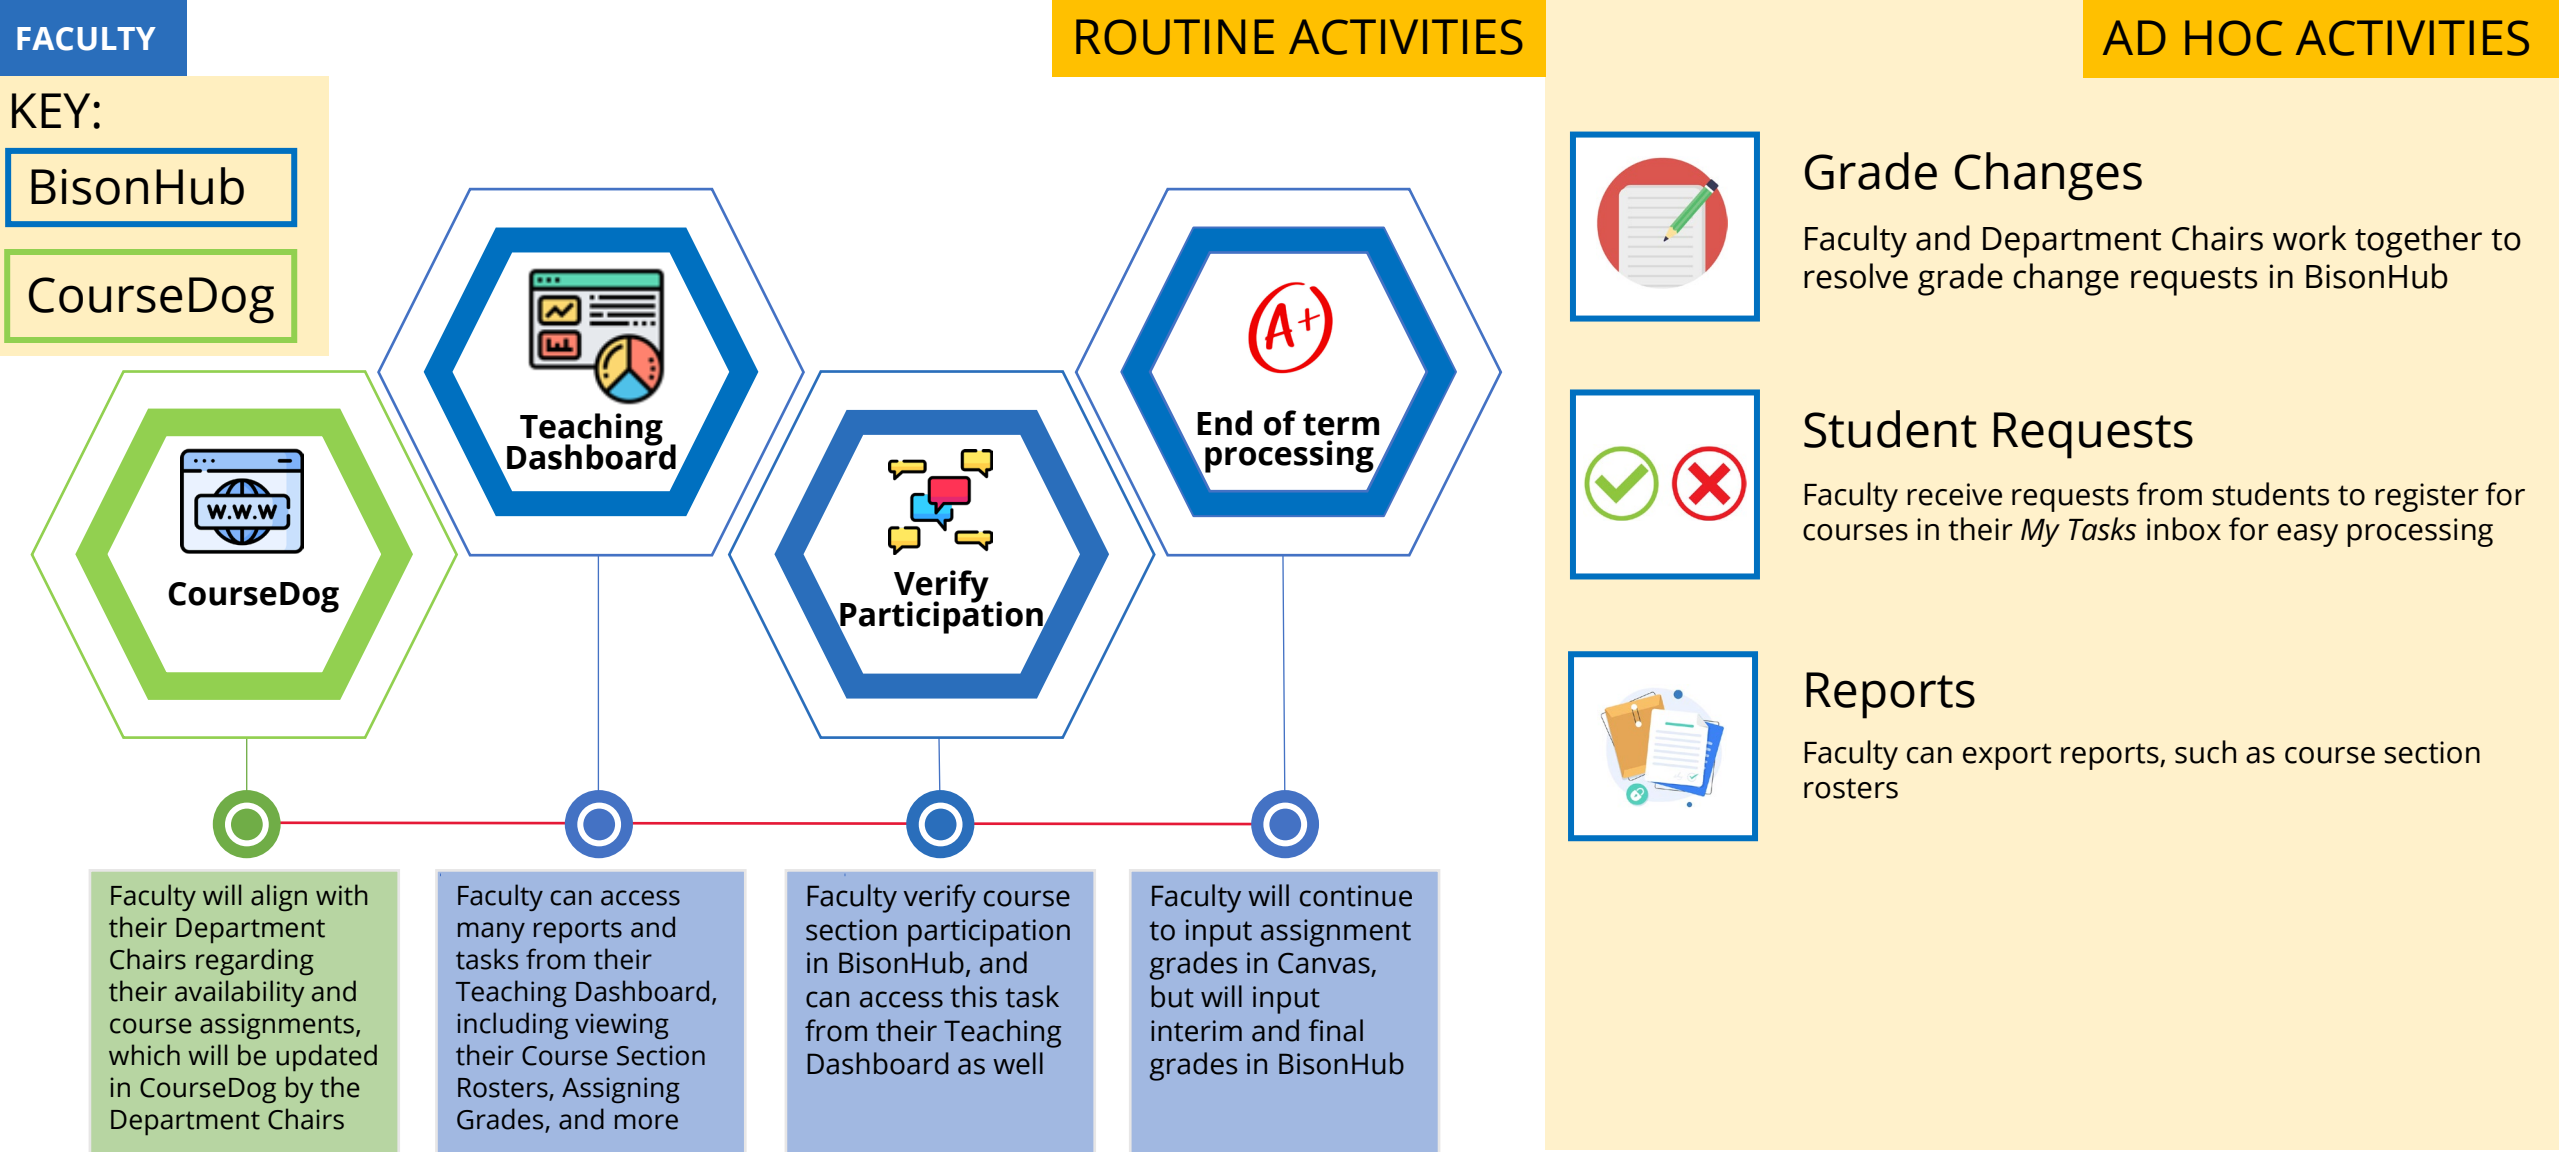 FACULTY
ROUTINE ACTIVITIES
AD HOC ACTIVITIES
KEY:
BisonHub
CourseDog
W.W.W
CourseDog
Teaching
Dashboard
Verify
Participation
A+
End of term
processing
Faculty will align with
their Department
Chairs regarding
their availability and
course assignments,
which will be updated
in CourseDog by the
Department Chairs
Faculty can access
many reports and
tasks from their
Teaching Dashboard,
including viewing
their Course Section
Rosters, Assigning
Grades, and more
Faculty verify course
section participation
in BisonHub, and
can access this task
from their Teaching
Dashboard as well
Faculty will continue
to input assignment
grades in Canvas,
but will input
interim and final
grades in BisonHub
Grade Changes
Faculty and Department Chairs work together to
resolve grade change requests in BisonHub
Student Requests
Faculty receive requests from students to register for
courses in their My Tasks inbox for easy processing
Reports
Faculty can export reports, such as course section
rosters